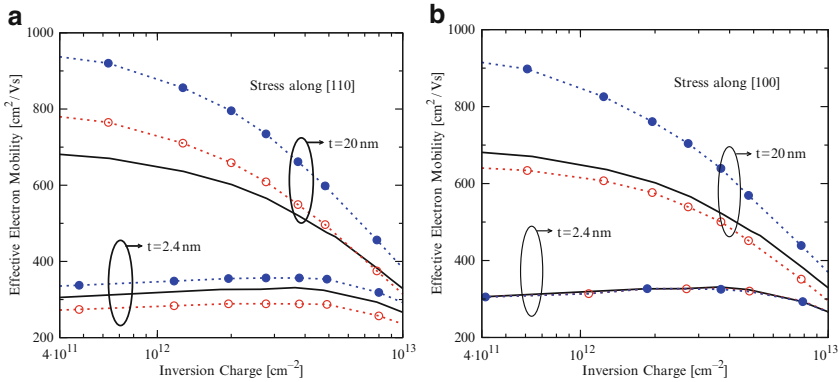 a
Effective Electron Mobility [cm²/Vs]
1000
800
600
400
200
Stress along [110]
t=20 nm
t=2.4 nm
4·10¹¹
10¹²
10¹³
Inversion Charge [cm⁻²]
b
Effective Electron Mobility [cm²/Vs]
1000
800
600
400
200
Stress along [100]
t=20 nm
t=2.4 nm
4·10¹¹
10¹²
10¹³
Inversion Charge [cm⁻²]